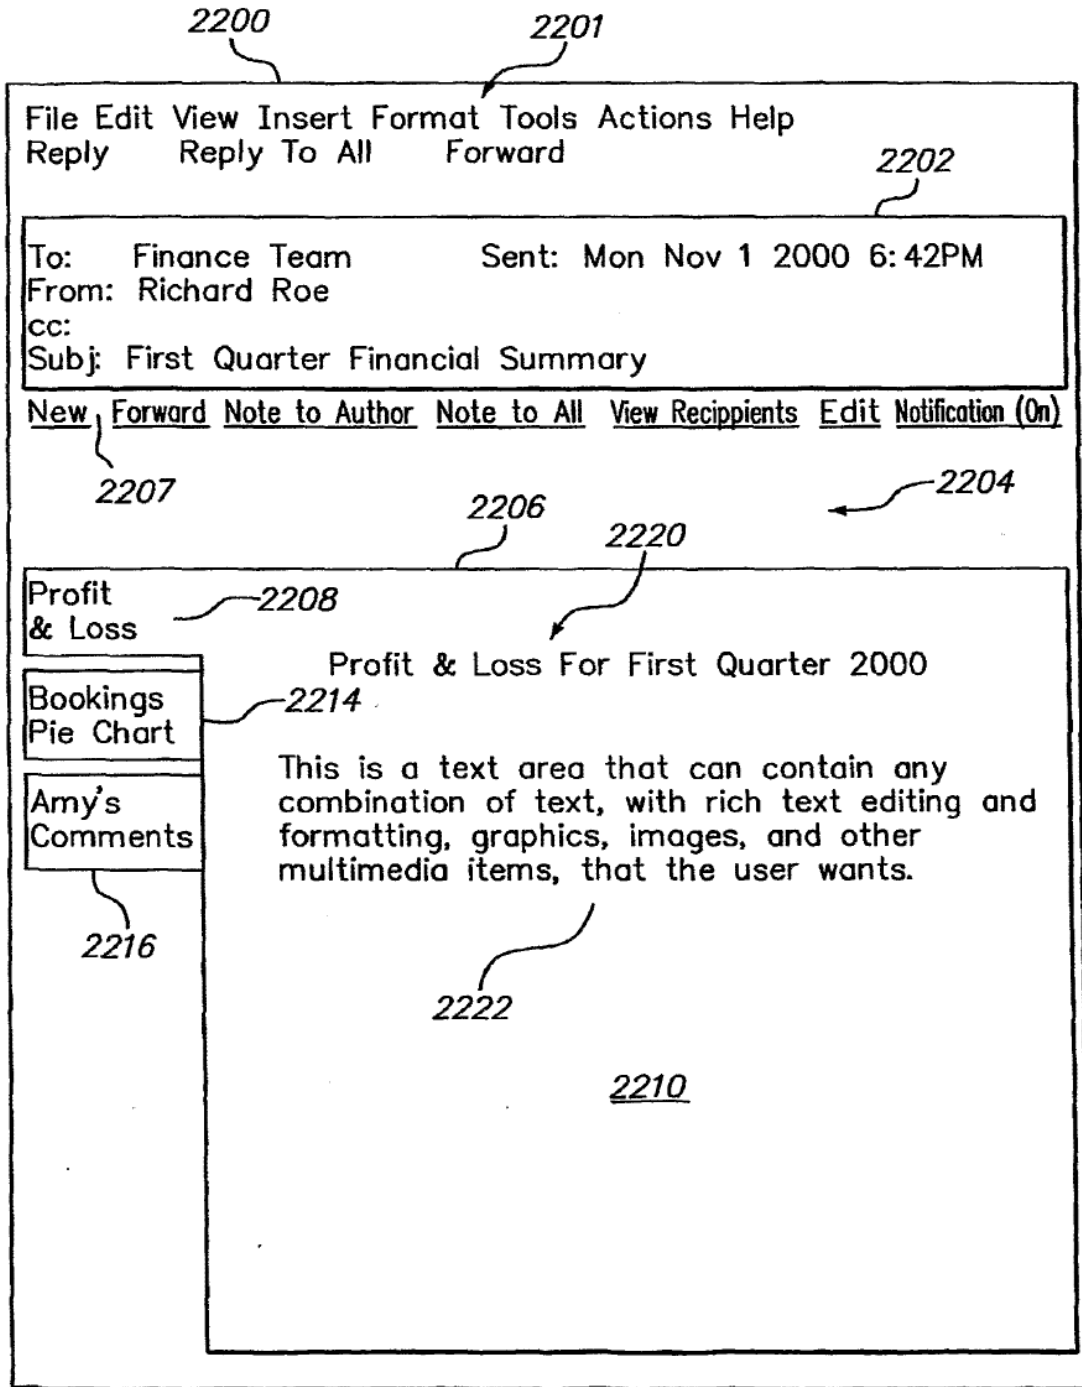 2200 2201
File Edit View Insert Format Tools Actions Help
Reply Reply To All Forward
2202
To: Finance Team Sent: Mon Nov 1 2000 6:42PM
From: Richard Roe
cc:
Subj: First Quarter Financial Summary
New Forward Note to Author Note to All View Recippients Edit Notification (On)
2207
2204
2206
2220
Profit
& Loss
2208
Profit & Loss For First Quarter 2000
Bookings
Pie Chart
2214
This is a text area that can contain any
combination of text, with rich text editing and
formatting, graphics, images, and other
multimedia items, that the user wants.
Amy's
Comments
2216
2222
2210